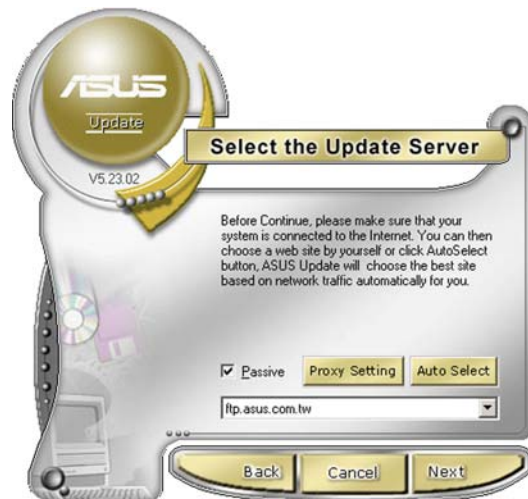 ASUS
Update
V5.23.02
Select the Update Server
Before Continue, please make sure that your
system is connected to the Internet. You can then
choose a web site by yourself or click AutoSelect
button, ASUS Update will choose the best site
based on network traffic automatically for you.
Passive
Proxy Setting
Auto Select
ftp.asus.com.tw
Back
Cancel
Next